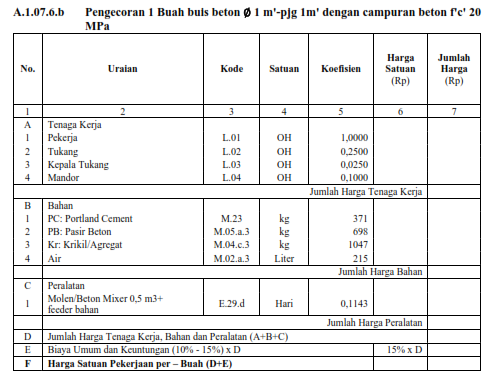 A.1.07.6.b Pengecoran 1 Buah buis beton Ø 1 m'-pjg 1m' dengan campuran beton f'c' 20
MPa
No. Uraian Kode Satuan Koefisien Harga Satuan (Rp) Jumlah Harga (Rp)
1 2 3 4 5 6 7
A Tenaga Kerja
1 Pekerja L.01 OH 1,0000
2 Tukang L.02 OH 0,2500
3 Kepala Tukang L.03 OH 0,0250
4 Mandor L.04 OH 0,1000
Jumlah Harga Tenaga Kerja
B Bahan
1 PC: Portland Cement M.23 kg 371
2 PB: Pasir Beton M.05.a.3 kg 698
3 Kr: Krikil/Agregat M.04.c.3 kg 1047
4 Air M.02.a.3 Liter 215
Jumlah Harga Bahan
C Peralatan
1 Molen/Beton Mixer 0,5 m3+
feeder bahan E.29.d Hari 0,1143
Jumlah Harga Peralatan
D Jumlah Harga Tenaga Kerja, Bahan dan Peralatan (A+B+C)
E Biaya Umum dan Keuntungan (10% - 15%) x D 15% x D
F Harga Satuan Pekerjaan per – Buah (D+E)